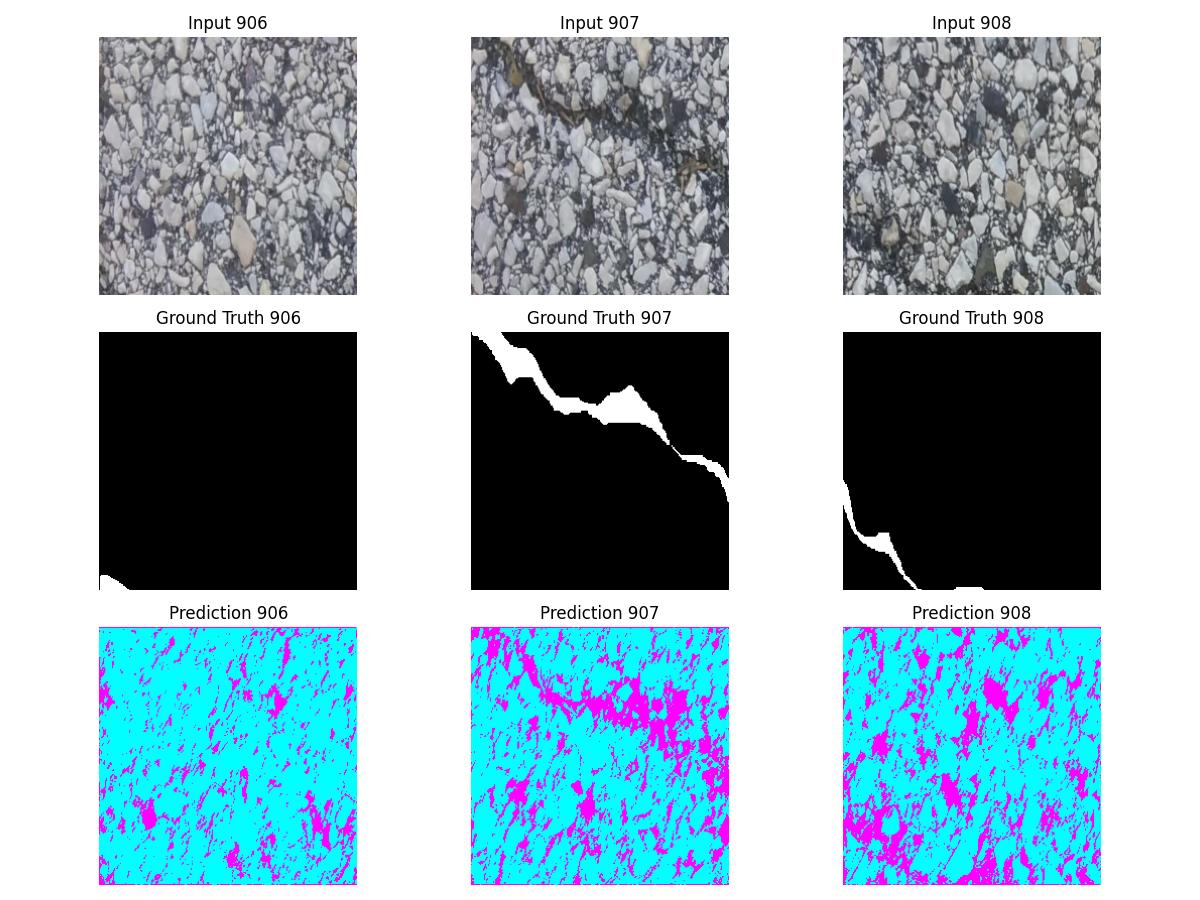 Input 906
Input 907
Input 908
Ground Truth 906
Ground Truth 907
Ground Truth 908
Prediction 906
Prediction 907
Prediction 908